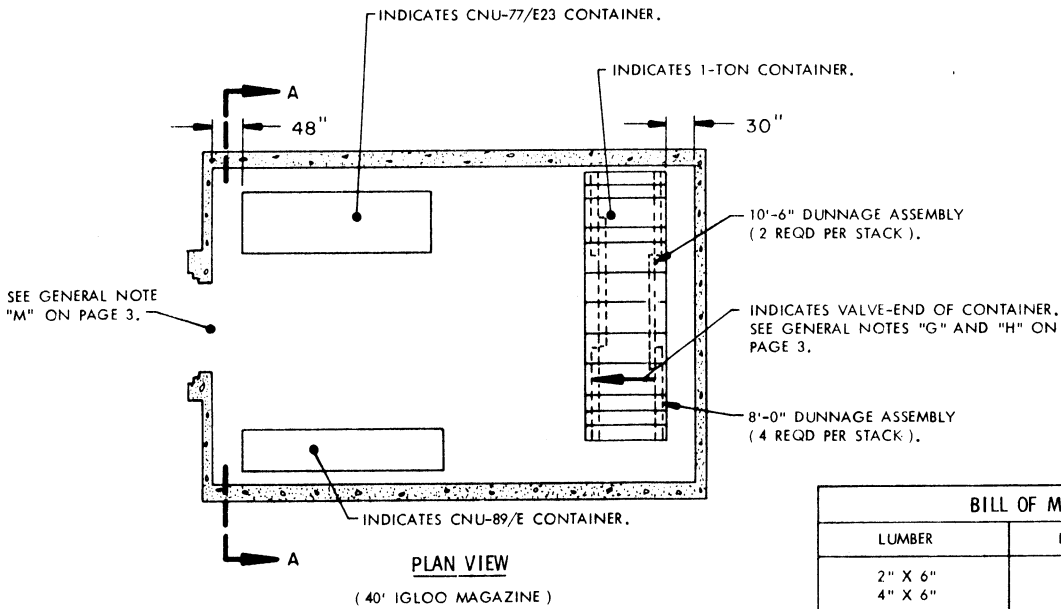 INDICATES CNU-77/E23 CONTAINER.
INDICATES 1-TON CONTAINER.
A
48"
30"
10'-6" DUNNAGE ASSEMBLY
(2 REQD PER STACK).
SEE GENERAL NOTE
"M" ON PAGE 3.
INDICATES VALVE-END OF CONTAINER.
SEE GENERAL NOTES "G" AND "H" ON
PAGE 3.
8'-0" DUNNAGE ASSEMBLY
(4 REQD PER STACK).
INDICATES CNU-89/E CONTAINER.
A
PLAN VIEW
(40' IGLOO MAGAZINE)
BILL OF M
LUMBER
2" X 6"
4" X 6"